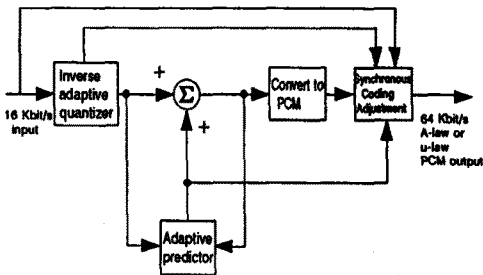 Inverse
adaptive
quantizer
+
Σ
+
Convert to
PCM
Synchronous
Coding
Adjustment
16 Kbit/s
input
64 Kbit/s
A-law or
u-law
PCM output
Adaptive
predictor